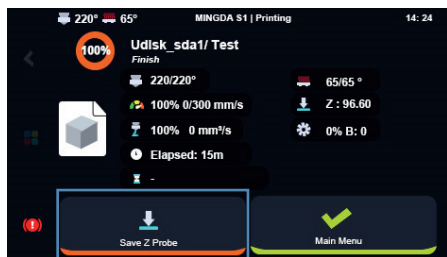 220° 65° MINGDA S1 | Printing 14: 24
100% Udisk_sda1/ Test
Finish
220/220° 65/65 °
100% 0/300 mm/s Z : 96.60
100% 0 mm³/s 0% B: 0
Elapsed: 15m
-
Save Z Probe Main Menu